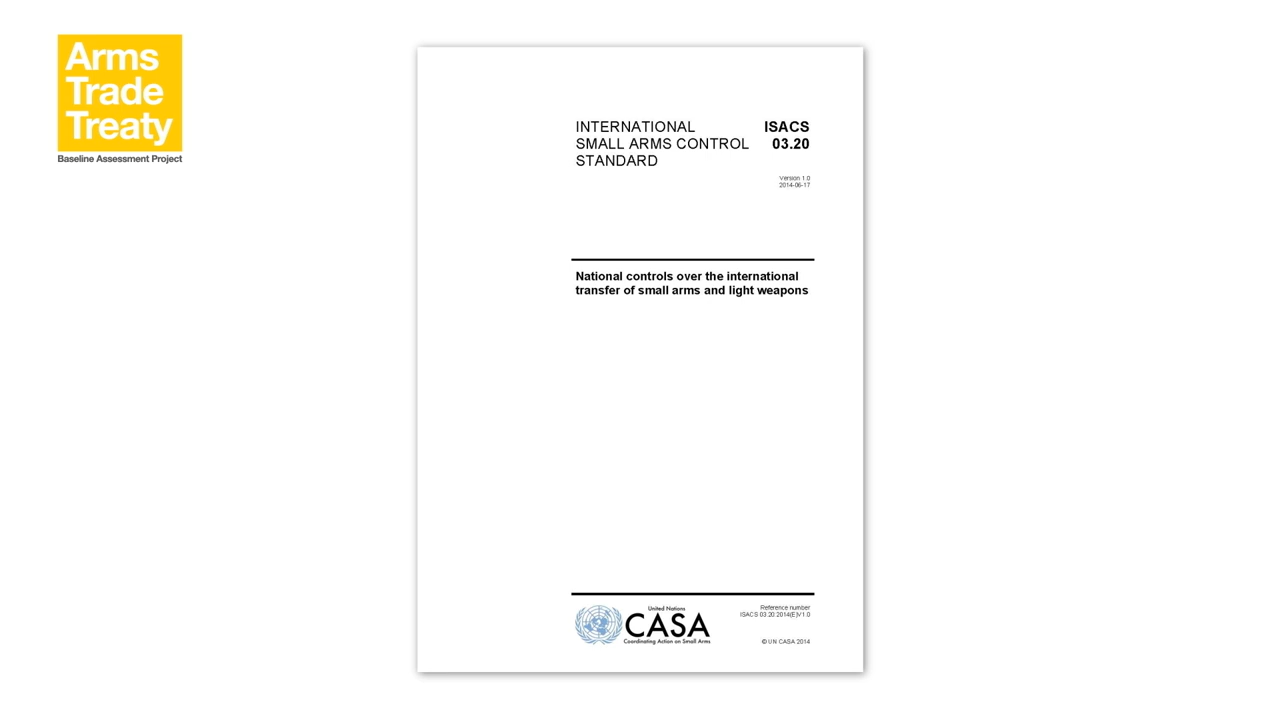 Arms
Trade
Treaty
Baseline Assessment Project
INTERNATIONAL
SMALL ARMS CONTROL
STANDARD
ISACS
03.20
Version 1.0
2014-06-17
National controls over the international
transfer of small arms and light weapons
United Nations
CASA
Coordinating Action on Small Arms
Reference number
ISACS 03.20:2014(E)V1.0
© UN CASA 2014